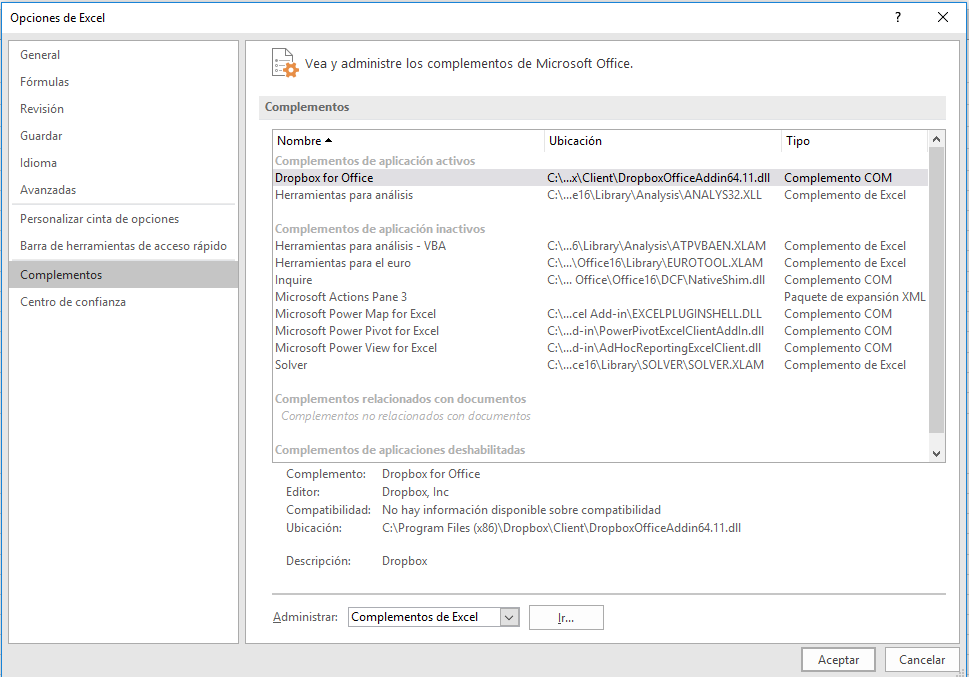 Opciones de Excel
?
General
Fórmulas
Revisión
Guardar
Idioma
Avanzadas
Personalizar cinta de opciones
Barra de herramientas de acceso rápido
Complementos
Centro de confianza
Vea y administre los complementos de Microsoft Office.
Complementos
Nombre Ubicación Tipo
Complementos de aplicación activos
Dropbox for Office C:\...x\Client\DropboxOfficeAddin64.11.dll Complemento COM
Herramientas para análisis C:\...e16\Library\Analysis\ANALYS32.XLL Complemento de Excel
Complementos de aplicación inactivos
Herramientas para análisis - VBA C:\...6\Library\Analysis\ATPVBAEN.XLAM Complemento de Excel
Herramientas para el euro C:\...\Office16\Library\EUROTOOL.XLAM Complemento de Excel
Inquire C:\... Office\Office16\DCF\NativeShim.dll Complemento COM
Microsoft Actions Pane 3 Paquete de expansión XML
Microsoft Power Map for Excel C:\...cel Add-in\EXCELPLUGINSHELL.DLL Complemento COM
Microsoft Power Pivot for Excel C:\...d-in\PowerPivotExcelClientAddIn.dll Complemento COM
Microsoft Power View for Excel C:\...d-in\AdHocReportingExcelClient.dll Complemento COM
Solver C:\...ce16\Library\SOLVER\SOLVER.XLAM Complemento de Excel
Complementos relacionados con documentos
Complementos no relacionados con documentos
Complementos de aplicaciones deshabilitadas
Complemento: Dropbox for Office
Editor: Dropbox, Inc
Compatibilidad: No hay información disponible sobre compatibilidad
Ubicación: C:\Program Files (x86)\Dropbox\Client\DropboxOfficeAddin64.11.dll
Descripción: Dropbox
Administrar: Complementos de Excel Ir...
Aceptar Cancelar